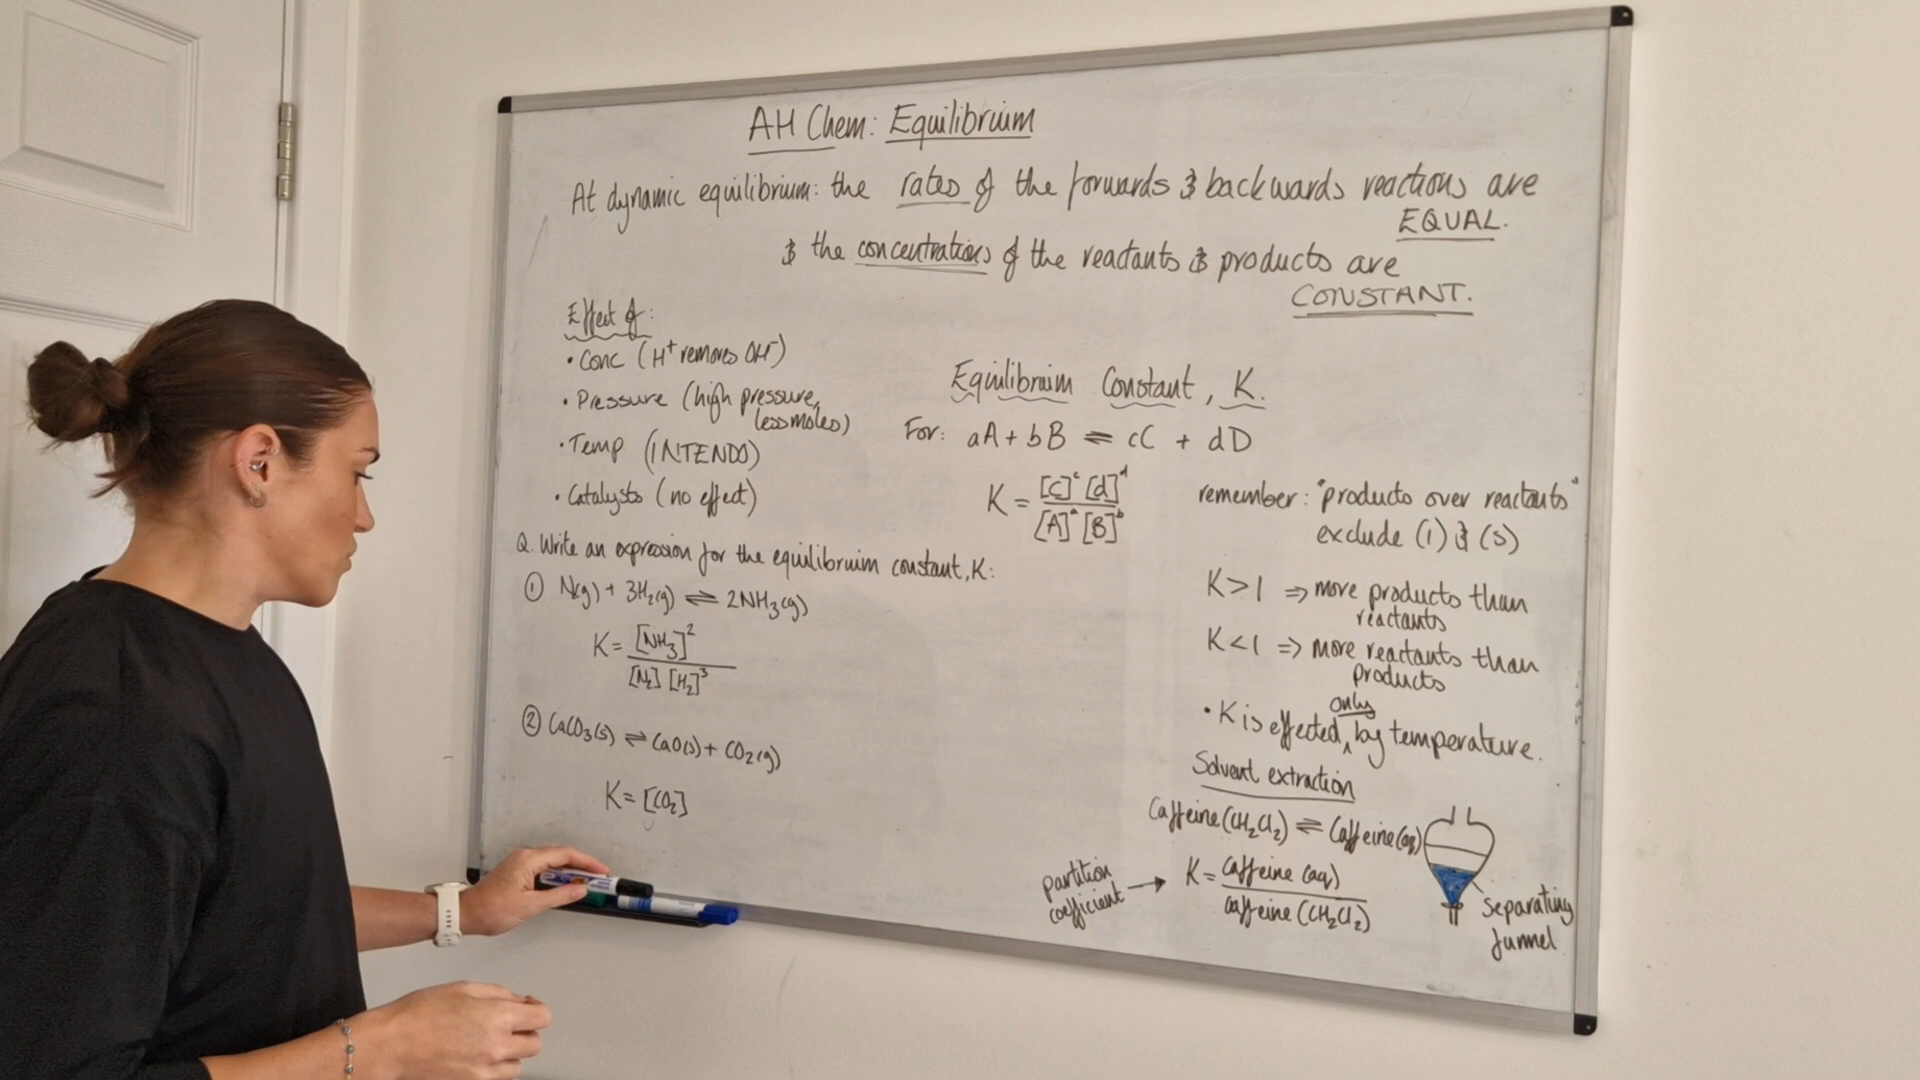 AH Chem: Equilibrium
At dynamic equilibrium: the rates of the forwards & backwards reactions are
EQUAL.
& the concentrations of the reactants & products are
CONSTANT.
Effect of:
• Conc (H⁺ removes OH⁻)
• Pressure (high pressure,
less moles)
• Temp (INTENDO)
• Catalysts (no effect)
Equilibrium Constant, K.
For: aA + bB ⇌ cC + dD
K = [C]ᶜ [d]ᵈ
[A]ᵃ [B]ᵇ
remember: "products over reactants"
exclude (l) & (s)
K > 1 ⇒ more products than
reactants
K < 1 ⇒ more reactants than
products
• K is effected ^ only by temperature.
Q. Write an expression for the equilibrium constant, K:
① N(g) + 3H₂(g) ⇌ 2NH₃(g)
K = [NH₃]²
[N₂] [H₂]³
② CaCO₃(s) ⇌ CaO(s) + CO₂(g)
K = [CO₂]
Solvent extraction
Caffeine (CH₂Cl₂) ⇌ Caffeine (aq)
partition
coefficient → K = caffeine (aq)
caffeine (CH₂Cl₂)
separating
funnel